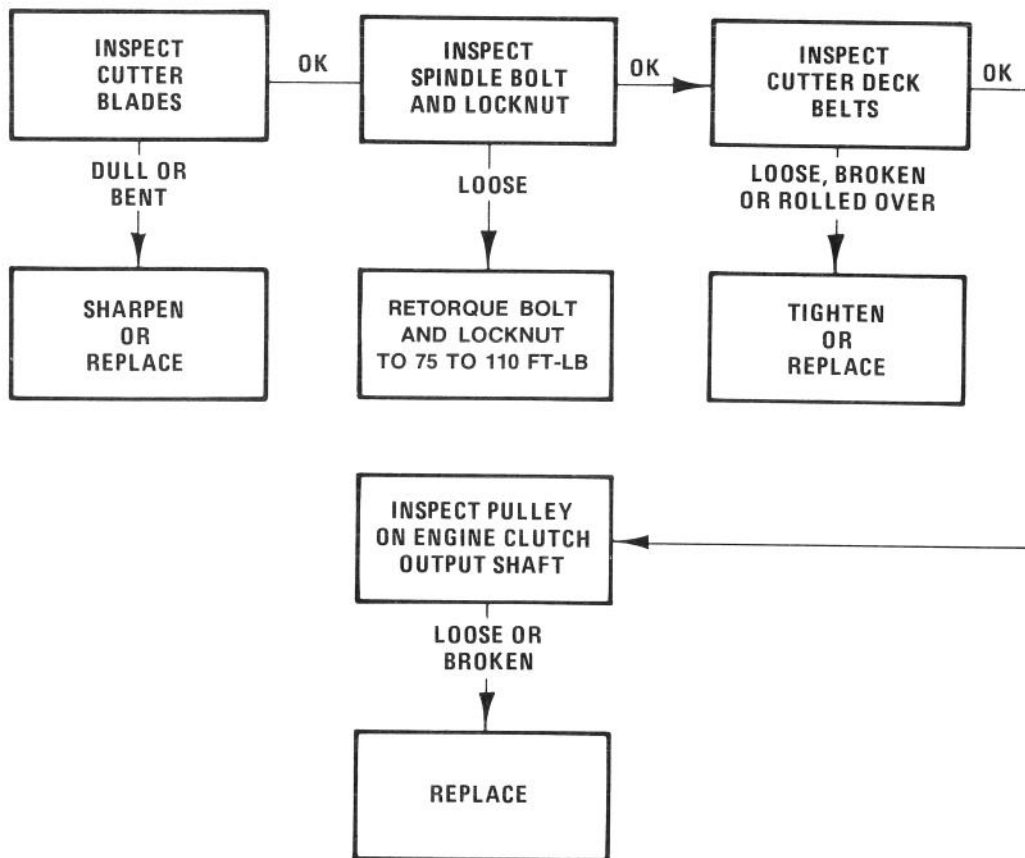 INSPECT
CUTTER
BLADES
OK
INSPECT
SPINDLE BOLT
AND LOCKNUT
OK
INSPECT
CUTTER DECK
BELTS
OK
DULL OR
BENT
LOOSE
LOOSE, BROKEN
OR ROLLED OVER
SHARPEN
OR
REPLACE
RETORQUE BOLT
AND LOCKNUT
TO 75 TO 110 FT-LB
TIGHTEN
OR
REPLACE
INSPECT PULLEY
ON ENGINE CLUTCH
OUTPUT SHAFT
LOOSE OR
BROKEN
REPLACE